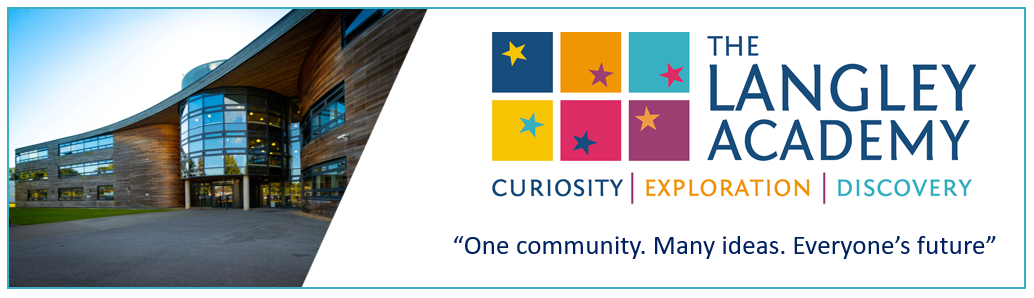 THE
LANGLEY
ACADEMY
CURIOSITY | EXPLORATION | DISCOVERY
“One community. Many ideas. Everyone’s future”